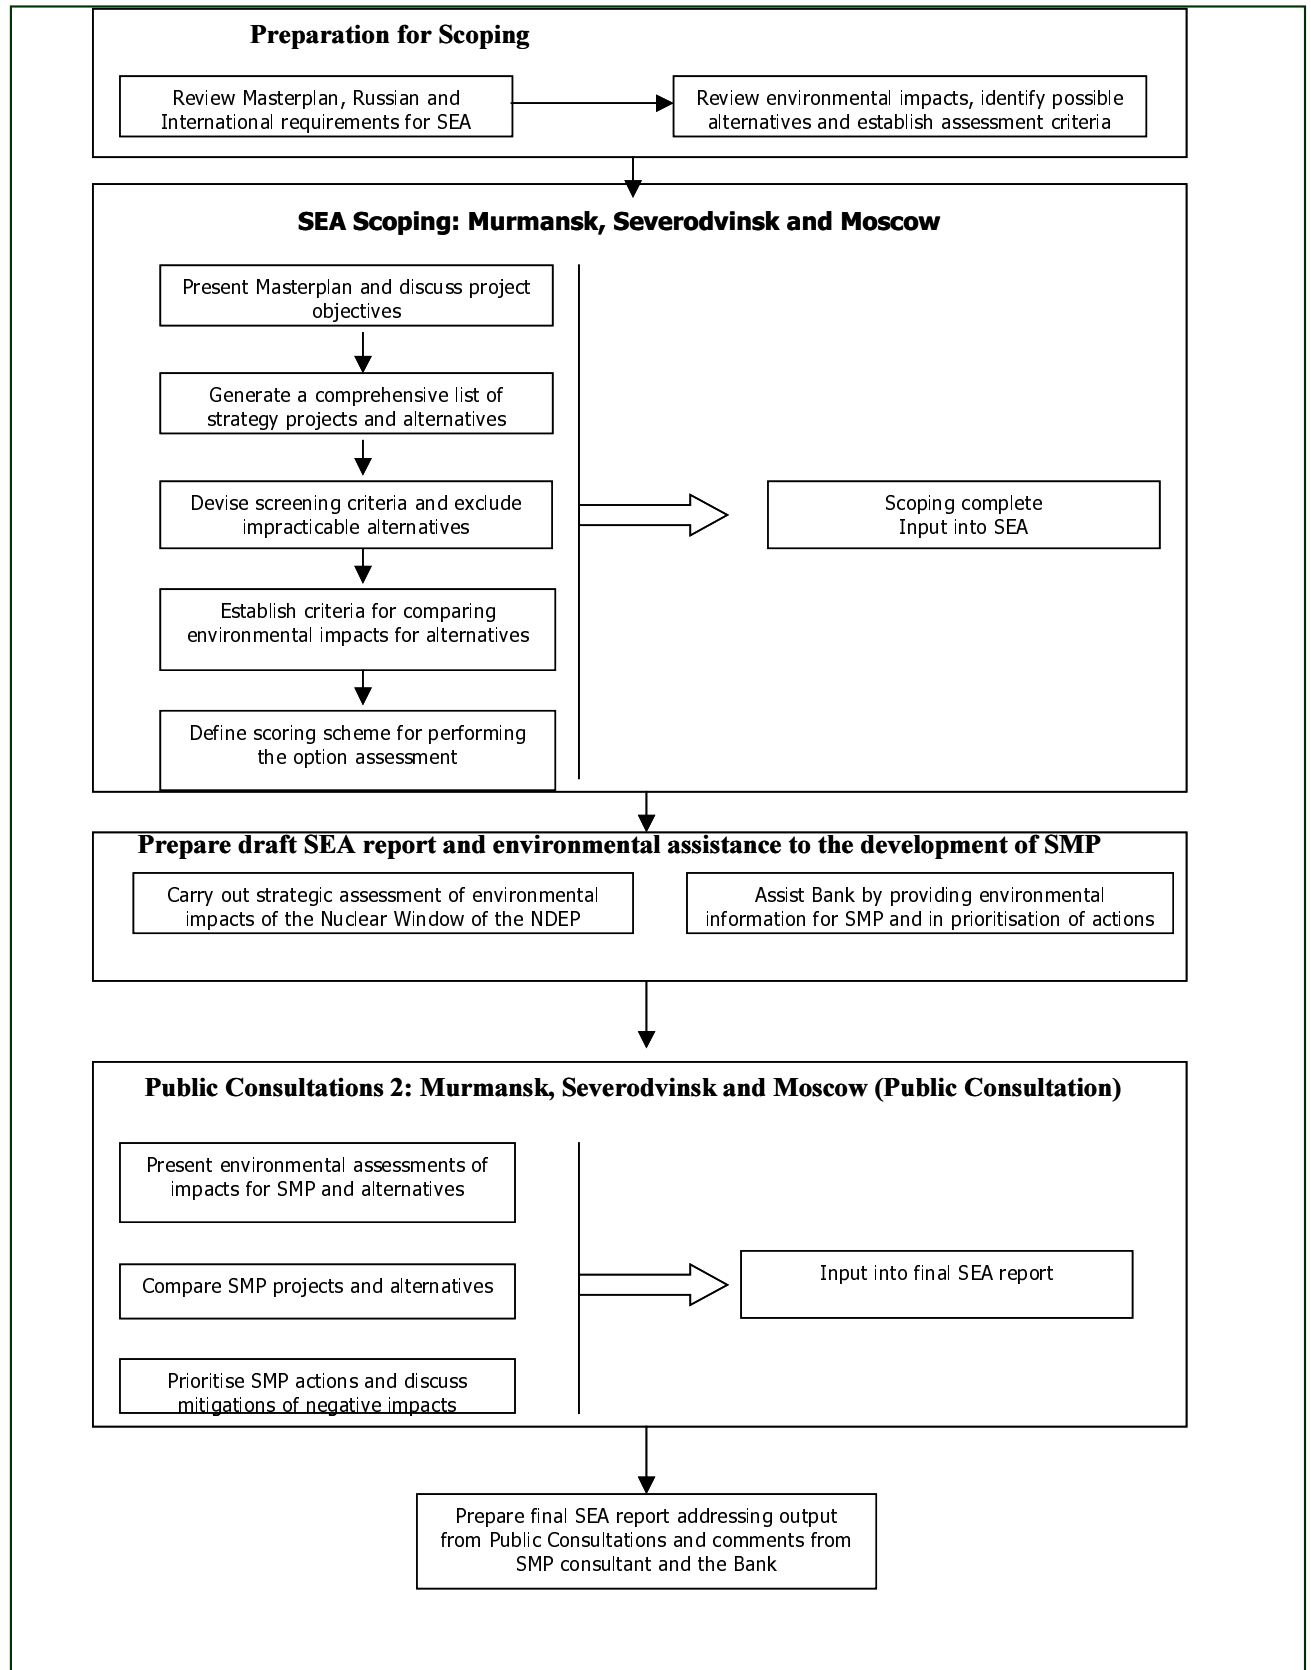 Preparation for Scoping
Review Masterplan, Russian and
International requirements for SEA
Review environmental impacts, identify possible
alternatives and establish assessment criteria
SEA Scoping: Murmansk, Severodvinsk and Moscow
Present Masterplan and discuss project
objectives
Generate a comprehensive list of
strategy projects and alternatives
Devise screening criteria and exclude
impracticable alternatives
Establish criteria for comparing
environmental impacts for alternatives
Define scoring scheme for performing
the option assessment
Scoping complete
Input into SEA
Prepare draft SEA report and environmental assistance to the development of SMP
Carry out strategic assessment of environmental
impacts of the Nuclear Window of the NDEP
Assist Bank by providing environmental
information for SMP and in prioritisation of actions
Public Consultations 2: Murmansk, Severodvinsk and Moscow (Public Consultation)
Present environmental assessments of
impacts for SMP and alternatives
Compare SMP projects and alternatives
Prioritise SMP actions and discuss
mitigations of negative impacts
Input into final SEA report
Prepare final SEA report addressing output
from Public Consultations and comments from
SMP consultant and the Bank